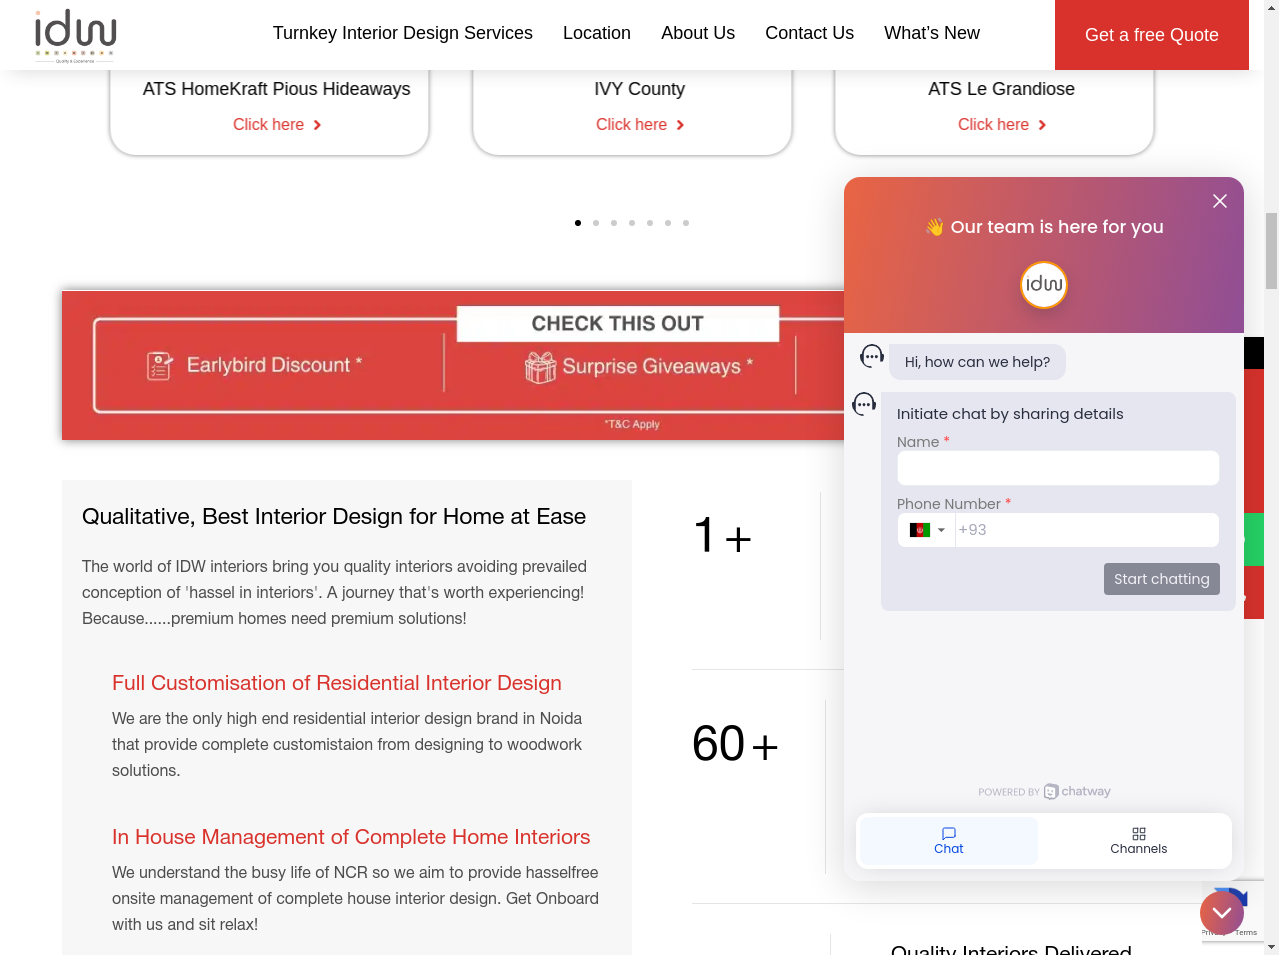 idw
Quality & Experience
Turnkey Interior Design Services
Location
About Us
Contact Us
What's New
Get a free Quote
ATS HomeKraft Pious Hideaways
Click here
IVY County
Click here
ATS Le Grandiose
Click here
CHECK THIS OUT
Earlybird Discount *
Surprise Giveaways *
*T&C Apply
Qualitative, Best Interior Design for Home at Ease
The world of IDW interiors bring you quality interiors avoiding prevailed
conception of 'hassel in interiors'. A journey that's worth experiencing!
Because......premium homes need premium solutions!
Full Customisation of Residential Interior Design
We are the only high end residential interior design brand in Noida
that provide complete customistaion from designing to woodwork
solutions.
In House Management of Complete Home Interiors
We understand the busy life of NCR so we aim to provide hasselfree
onsite management of complete house interior design. Get Onboard
with us and sit relax!
1+
60+
Quality Interiors Delivered
👋 Our team is here for you
idw
Hi, how can we help?
Initiate chat by sharing details
Name *
Phone Number *
+93
Start chatting
POWERED BY chatway
Chat
Channels
Terms